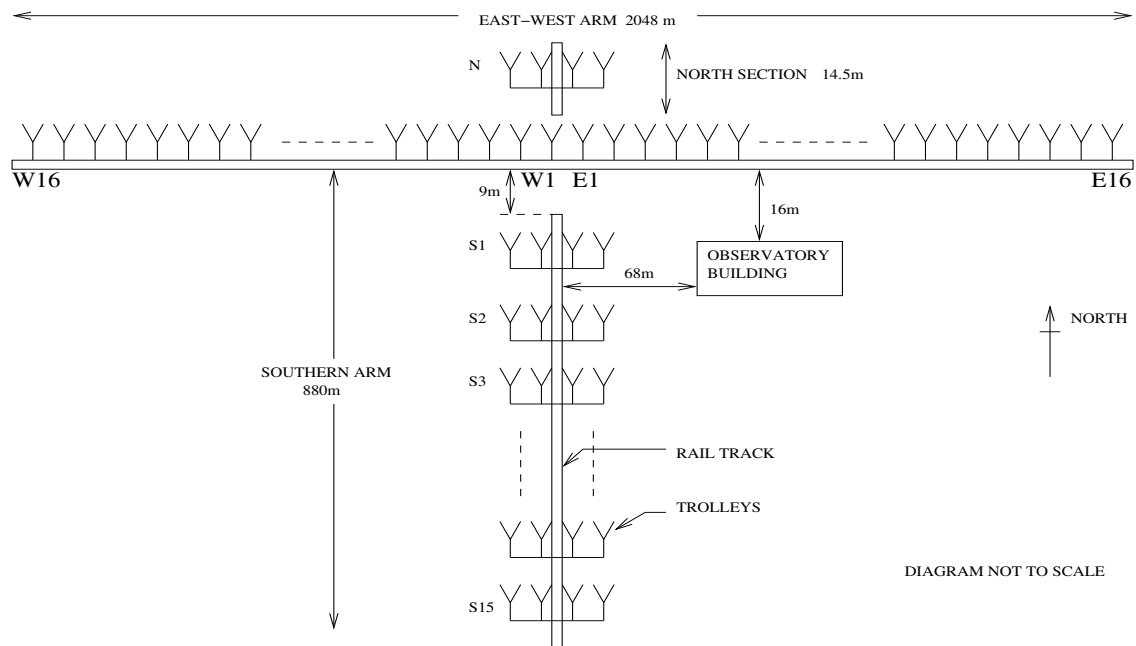 EAST-WEST ARM 2048 m
N
NORTH SECTION 14.5m
W16
W1
E1
E16
9m
16m
S1
OBSERVATORY
BUILDING
68m
S2
NORTH
SOUTHERN ARM
880m
S3
RAIL TRACK
TROLLEYS
DIAGRAM NOT TO SCALE
S15